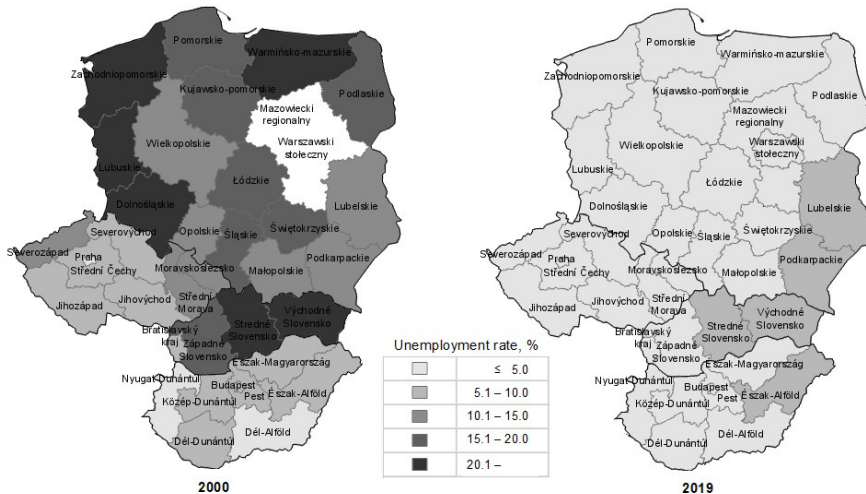 Pomorskie
Warmińsko-mazurskie
Zachodniopomorskie
Kujawsko-pomorskie
Podlaskie
Mazowiecki
regionalny
Wielkopolskie
Warszawski
stołeczny
Lubuskie
Łódzkie
Dolnośląskie
Lubelskie
Opolskie
Śląskie
Świętokrzyskie
Severovýchod
Severozápad
Praha
Střední Čechy
Moravskoslezsko
Małopolskie
Podkarpackie
Jihozápad
Jihovýchod
Střední
Morava
Bratislavský
kraj
Západné
Slovensko
Stredné
Slovensko
Východné
Slovensko
Észak-Magyarország
Nyugat-Dunántúl
Budapest
Pest
Közép-Dunántúl
Észak-Alföld
Dél-Dunántúl
Dél-Alföld
2000
Unemployment rate, %
≤ 5.0
5.1 – 10.0
10.1 – 15.0
15.1 – 20.0
20.1 –
Pomorskie
Warmińsko-mazurskie
Zachodniopomorskie
Kujawsko-pomorskie
Podlaskie
Mazowiecki
regionalny
Wielkopolskie
Warszawski
stołeczny
Lubuskie
Łódzkie
Dolnośląskie
Lubelskie
Opolskie
Śląskie
Świętokrzyskie
Severovýchod
Severozápad
Praha
Střední Čechy
Moravskoslezsko
Małopolskie
Podkarpackie
Jihozápad
Jihovýchod
Střední
Morava
Bratislavský
kraj
Západné
Slovensko
Stredné
Slovensko
Východné
Slovensko
Észak-Magyarország
Nyugat-Dunántúl
Budapest
Pest
Közép-Dunántúl
Észak-Alföld
Dél-Dunántúl
Dél-Alföld
2019